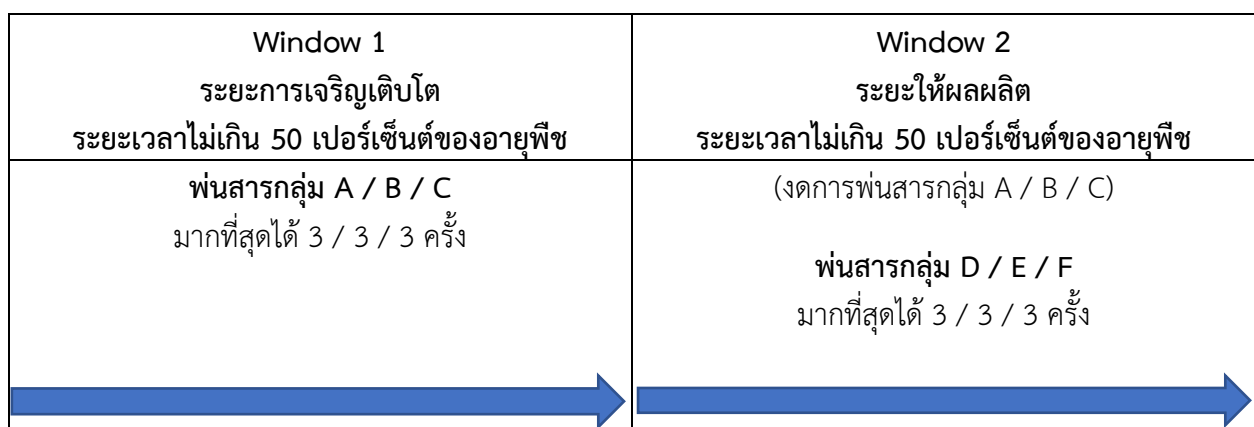 Window 1
ระยะการเจริญเติบโต
ระยะเวลาไม่เกิน 50 เปอร์เซ็นต์ของอายุพืช
Window 2
ระยะให้ผลผลิต
ระยะเวลาไม่เกิน 50 เปอร์เซ็นต์ของอายุพืช
พ่นสารกลุ่ม A / B / C
มากที่สุดได้ 3 / 3 / 3 ครั้ง
(งดการพ่นสารกลุ่ม A / B / C)
พ่นสารกลุ่ม D / E / F
มากที่สุดได้ 3 / 3 / 3 ครั้ง